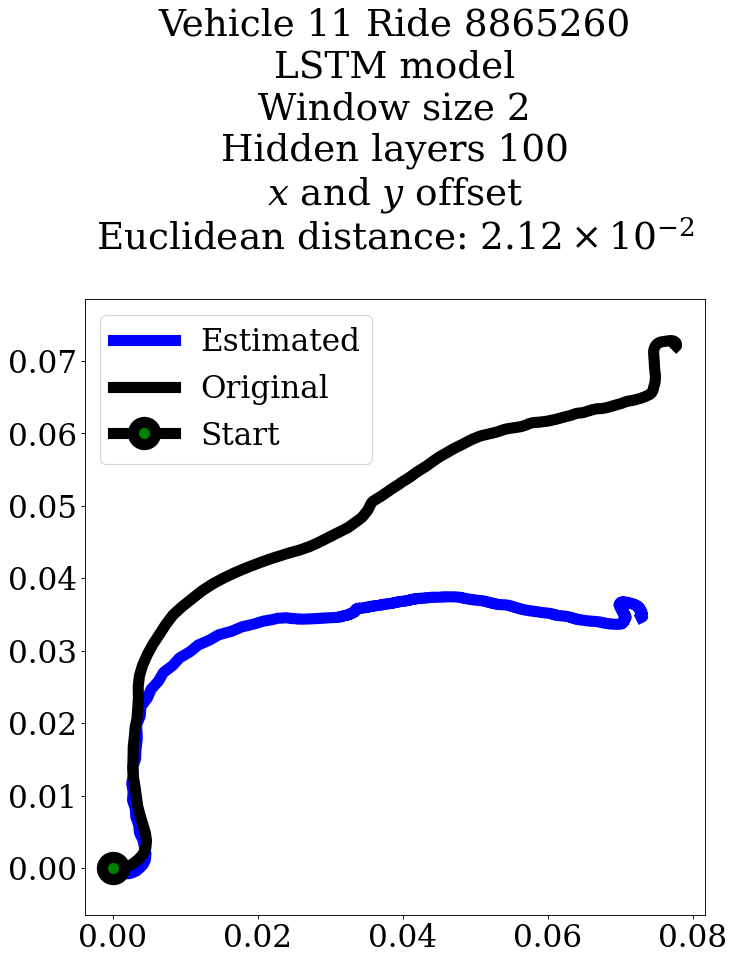 Vehicle 11 Ride 8865260
LSTM model
Window size 2
Hidden layers 100
x and y offset
Euclidean distance: 2.12 × 10⁻²
Estimated
Original
Start
0.07
0.06
0.05
0.04
0.03
0.02
0.01
0.00
0.00 0.02 0.04 0.06 0.08